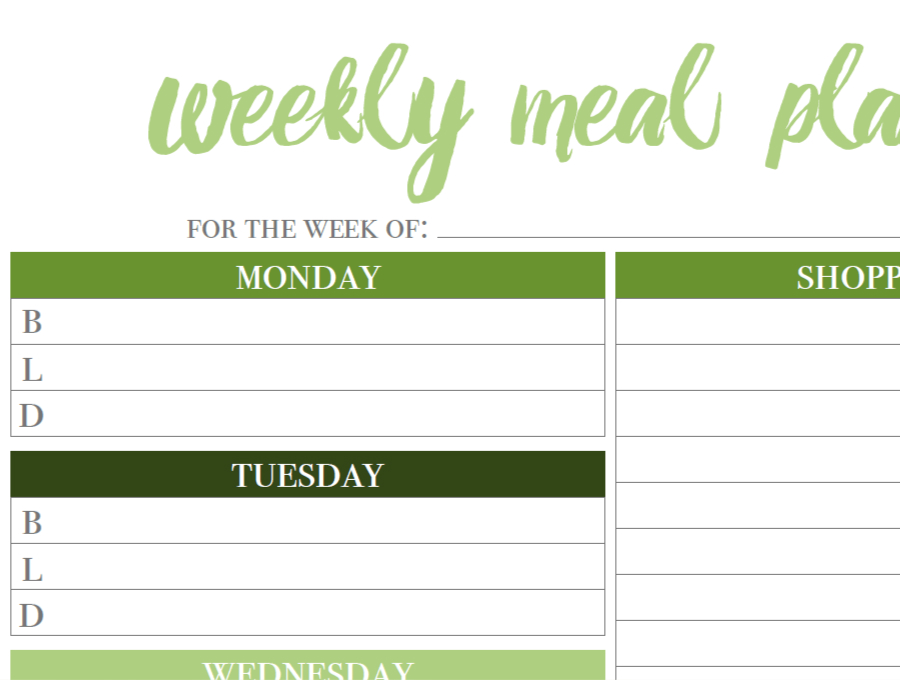 weekly meal pla
FOR THE WEEK OF:
MONDAY
B
L
D
TUESDAY
B
L
D
WEDNESDAY
SHOPP